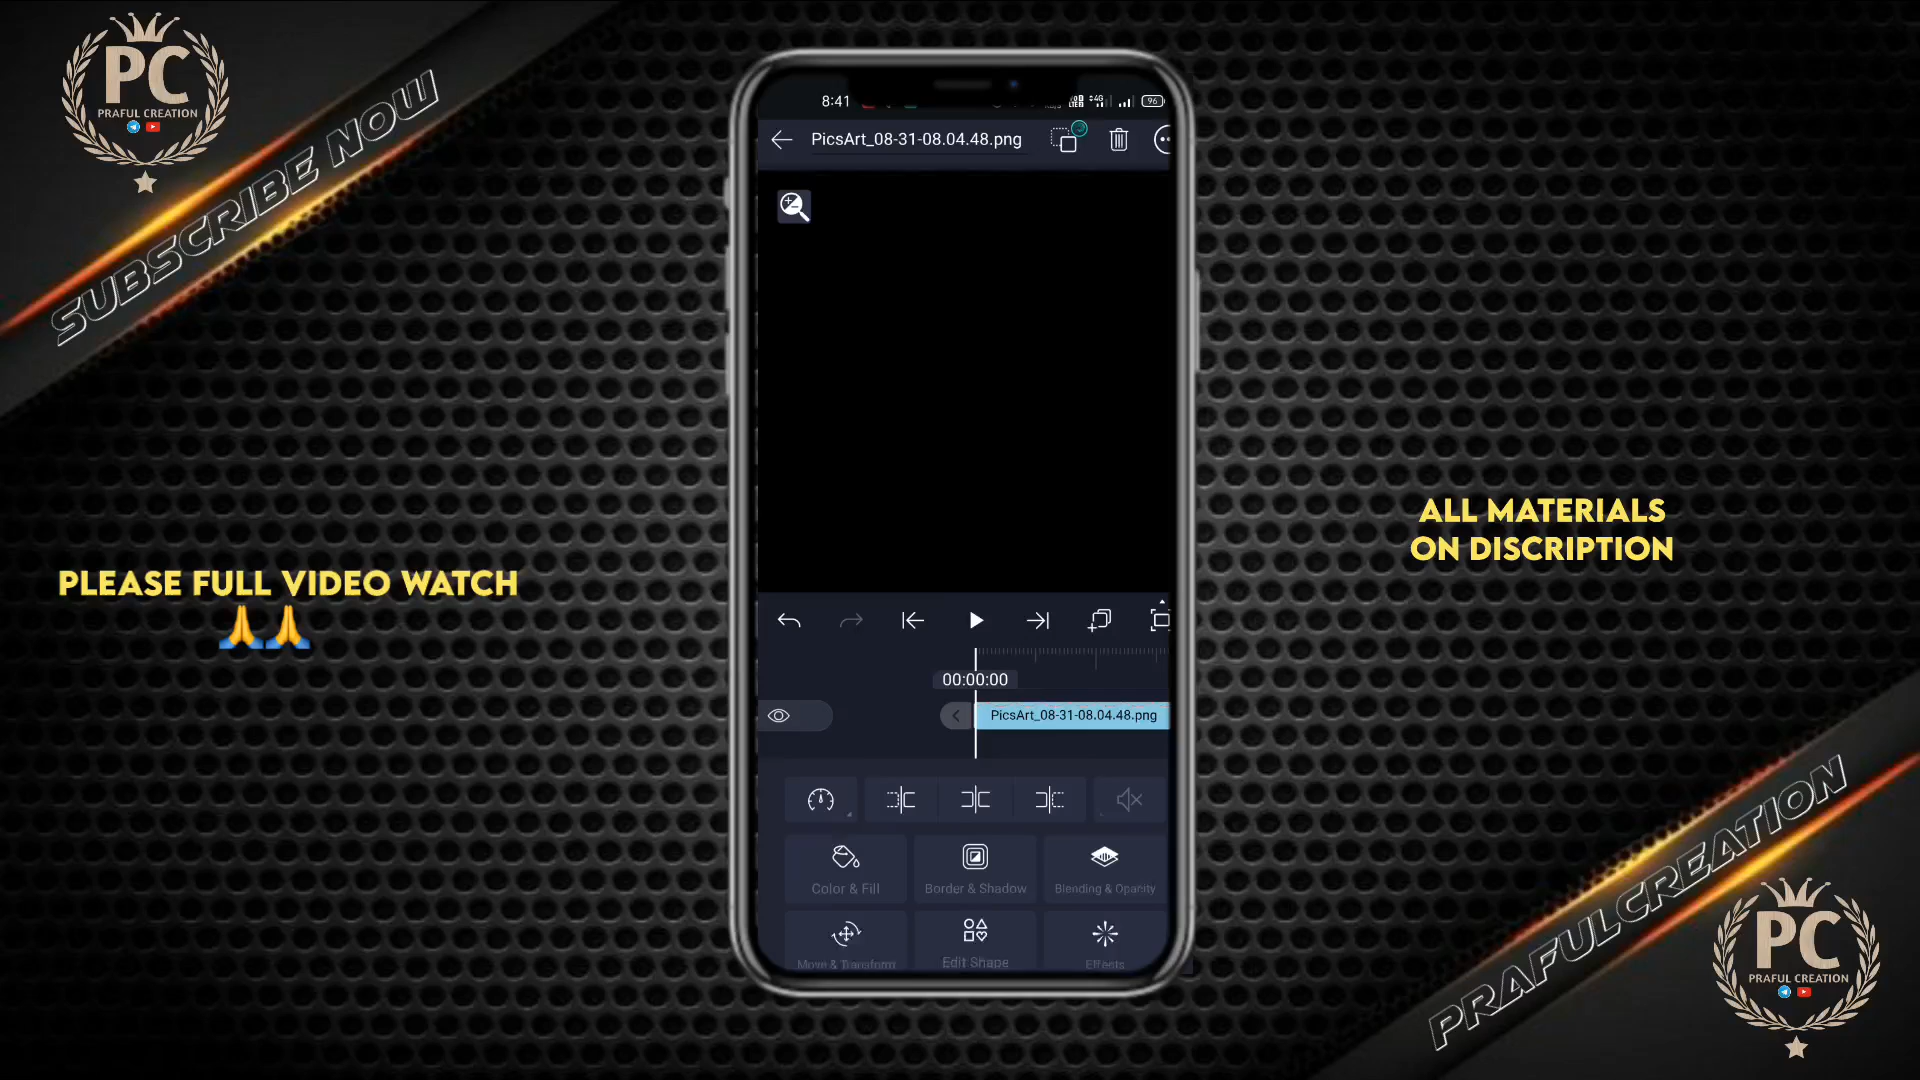 PC
PRAFUL CREATION
SUBSCRIBE NOW
PLEASE FULL VIDEO WATCH
🙏🙏
8:41
4G
96
PicsArt_08-31-08.04.48.png
00:00:00
PicsArt_08-31-08.04.48.png
Color & Fill
Border & Shadow
Blending & Opacity
Move & Transform
Edit Shape
Effects
ALL MATERIALS
ON DISCRIPTION
PRAFULCREATION
PC
PRAFUL CREATION